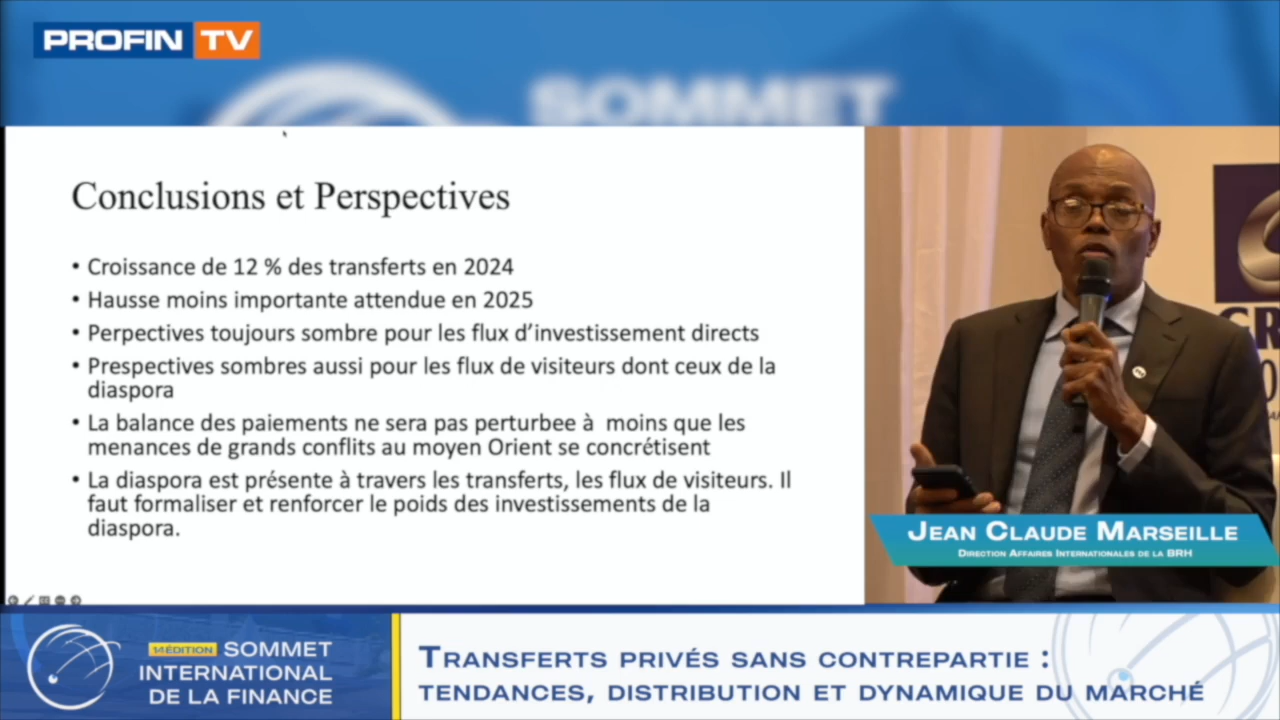 PROFIN TV
SOMMET
Conclusions et Perspectives
• Croissance de 12 % des transferts en 2024
• Hausse moins importante attendue en 2025
• Perpectives toujours sombre pour les flux d’investissement directs
• Prespectives sombres aussi pour les flux de visiteurs dont ceux de la
diaspora
• La balance des paiements ne sera pas perturbee à moins que les
menances de grands conflits au moyen Orient se concrétisent
• La diaspora est présente à travers les transferts, les flux de visiteurs. Il
faut formaliser et renforcer le poids des investissements de la
diaspora.
JEAN CLAUDE MARSEILLE
DIRECTION AFFAIRES INTERNATIONALES DE LA BRH
14 ÉDITION SOMMET
INTERNATIONAL
DE LA FINANCE
TRANSFERTS PRIVÉS SANS CONTREPARTIE :
TENDANCES, DISTRIBUTION ET DYNAMIQUE DU MARCHÉ